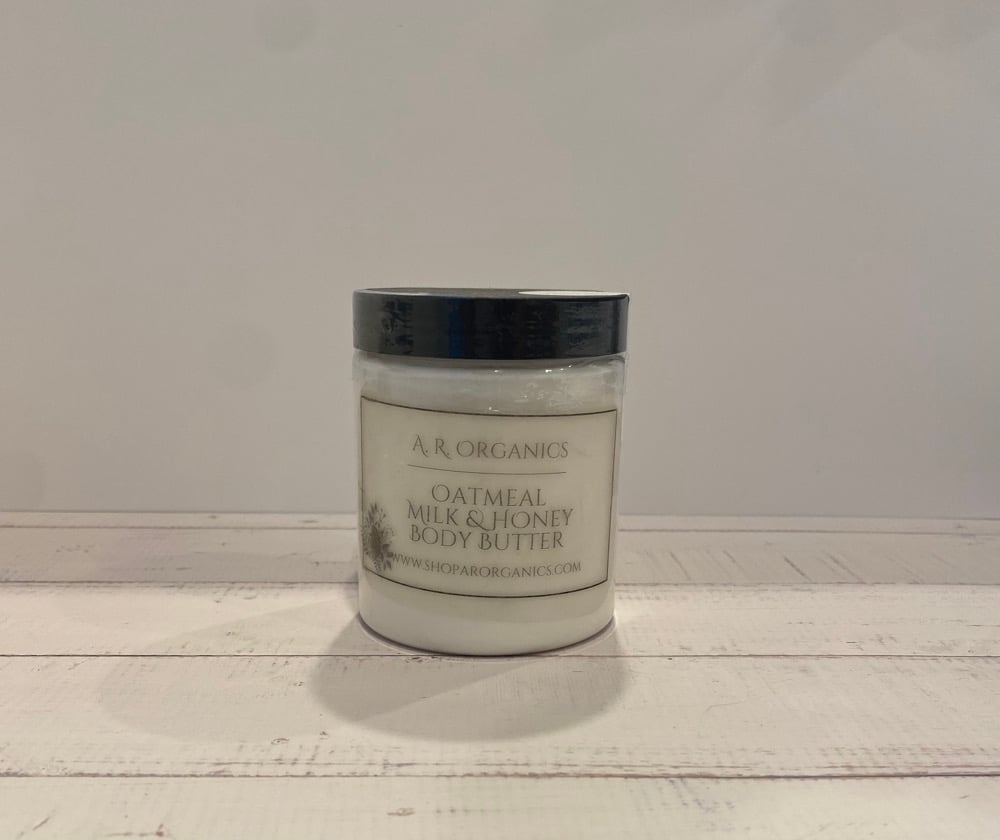 A. R. ORGANICS
OATMEAL
MILK & HONEY
BODY BUTTER
WWW.SHOPARORGANICS.COM